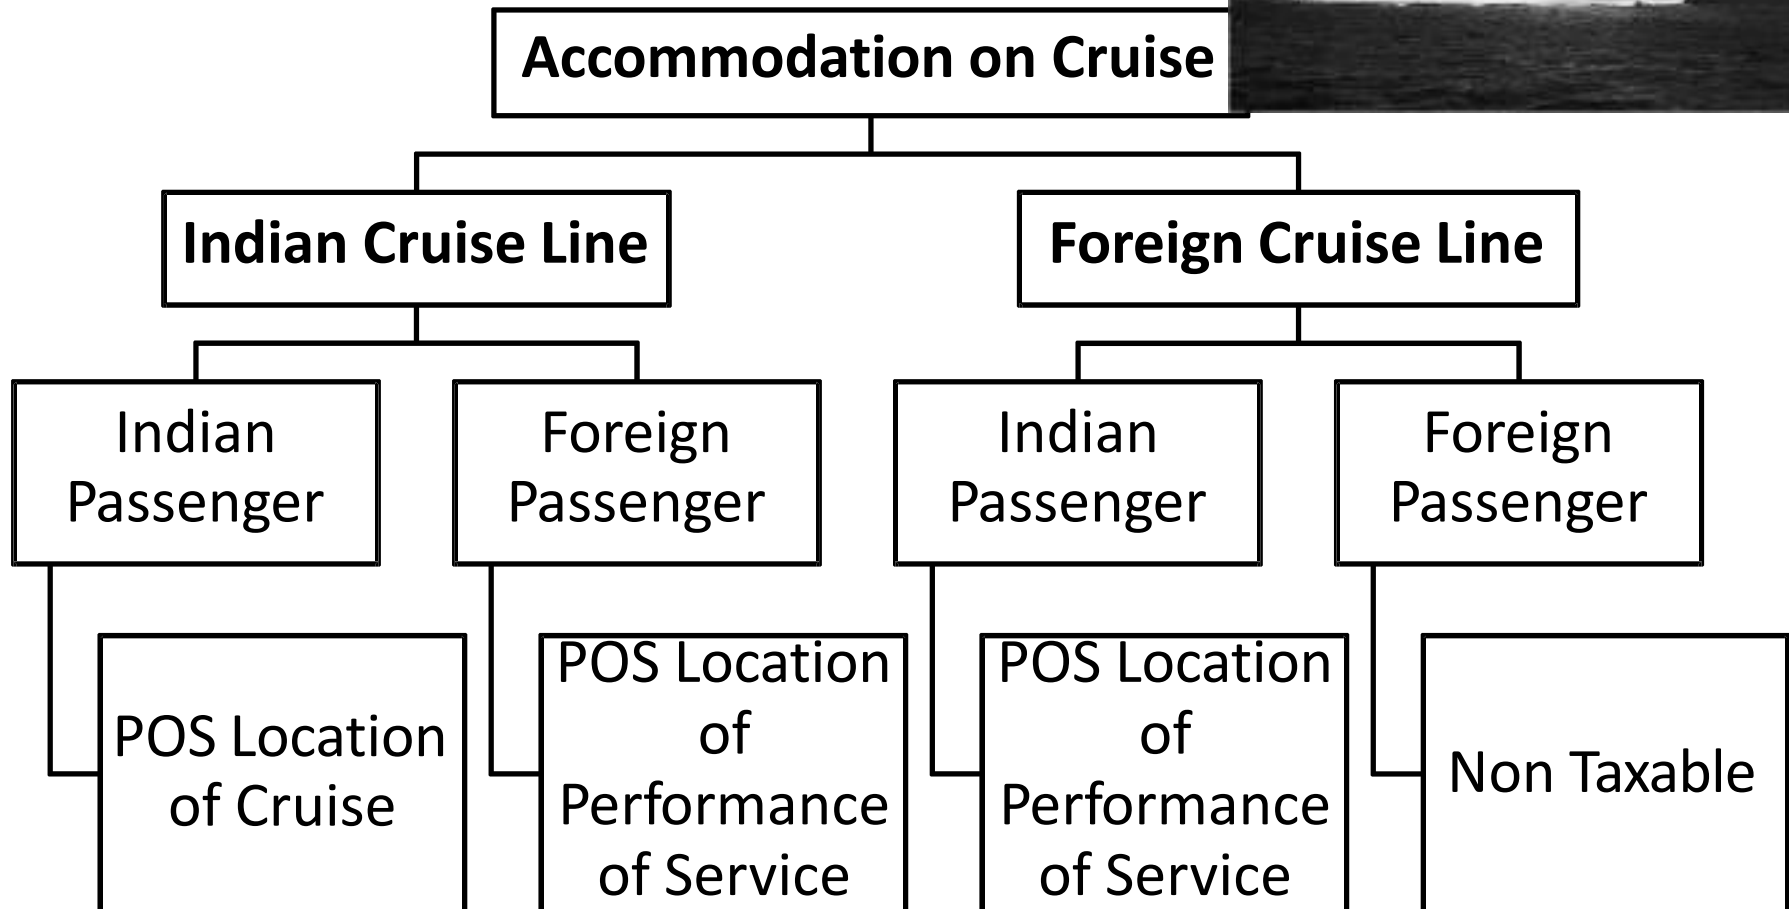 Accommodation on Cruise
Indian Cruise Line
Foreign Cruise Line
Indian
Passenger
Foreign
Passenger
Indian
Passenger
Foreign
Passenger
POS Location
of Cruise
POS Location
of
Performance
of Service
POS Location
of
Performance
of Service
Non Taxable